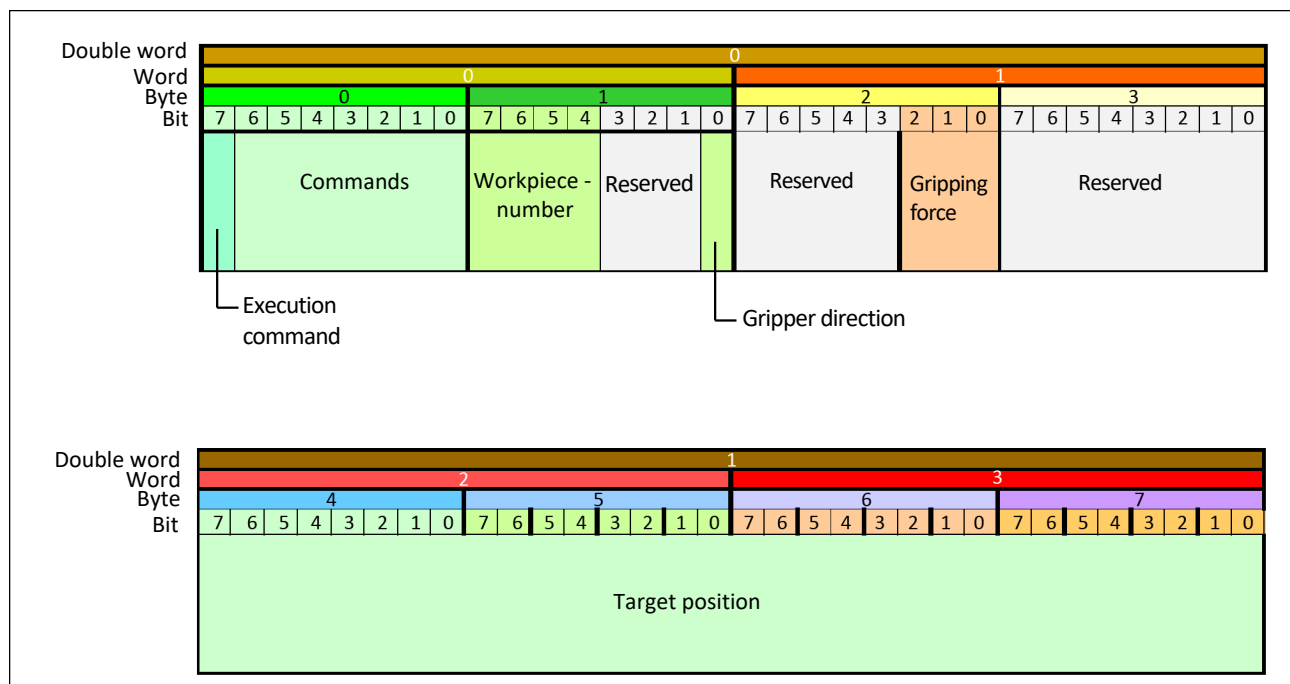 Double word 0
Word 0 1
Byte 0 1 2 3
Bit 7 6 5 4 3 2 1 0 7 6 5 4 3 2 1 0 7 6 5 4 3 2 1 0 7 6 5 4 3 2 1 0
Commands Workpiece - Reserved Reserved Gripping Reserved
number force
Execution Gripper direction
command
Double word 1
Word 2 3
Byte 4 5 6 7
Bit 7 6 5 4 3 2 1 0 7 6 5 4 3 2 1 0 7 6 5 4 3 2 1 0 7 6 5 4 3 2 1 0
Target position